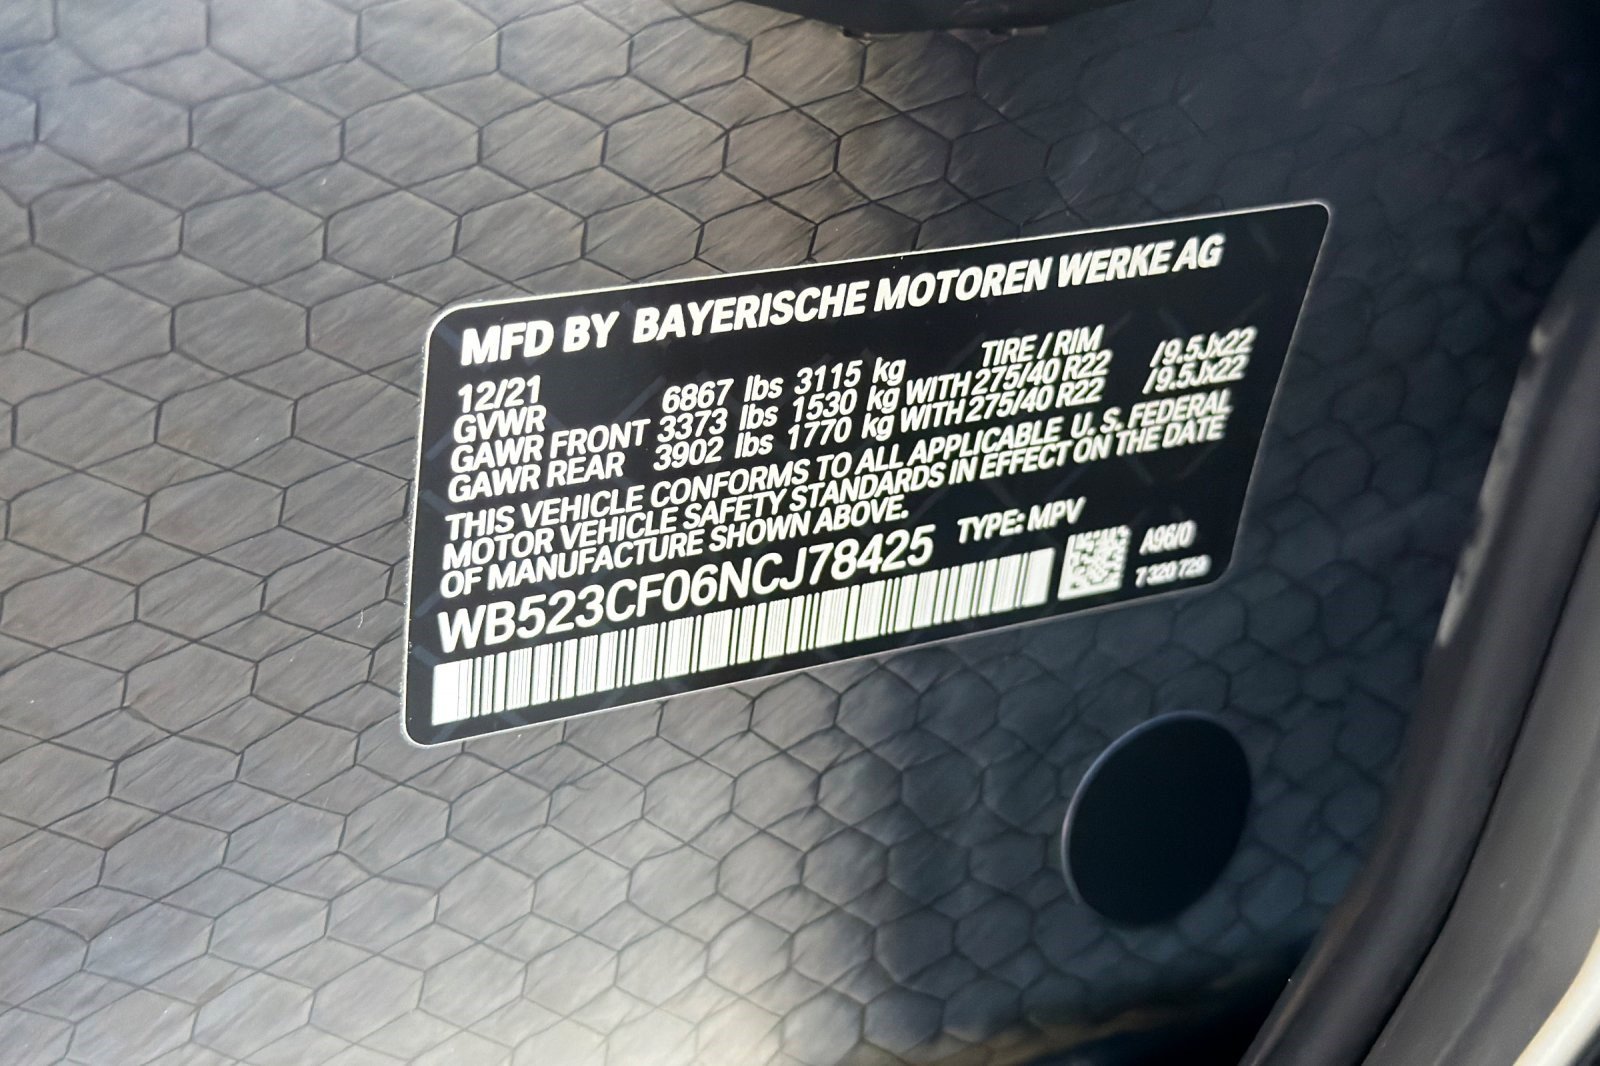 MFD BY BAYERISCHE MOTOREN WERKE AG
12/21 TIRE / RIM
GVWR 6867 lbs 3115 kg
GAWR FRONT 3373 lbs 1530 kg WITH 275/40 R22 / 9.5Jx22
GAWR REAR 3902 lbs 1770 kg WITH 275/40 R22 / 9.5Jx22
THIS VEHICLE CONFORMS TO ALL APPLICABLE U. S. FEDERAL
MOTOR VEHICLE SAFETY STANDARDS IN EFFECT ON THE DATE
OF MANUFACTURE SHOWN ABOVE.
WB523CF06NCJ78425 TYPE: MPV
A96/0
7 320 729